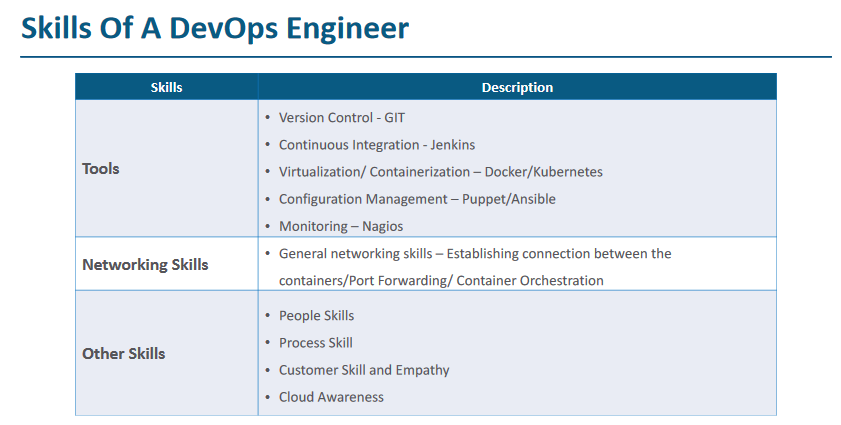 Skills Of A DevOps Engineer
Skills
Description
Tools
• Version Control - GIT
• Continuous Integration - Jenkins
• Virtualization/ Containerization – Docker/Kubernetes
• Configuration Management – Puppet/Ansible
• Monitoring – Nagios
Networking Skills
• General networking skills – Establishing connection between the
containers/Port Forwarding/ Container Orchestration
Other Skills
• People Skills
• Process Skill
• Customer Skill and Empathy
• Cloud Awareness